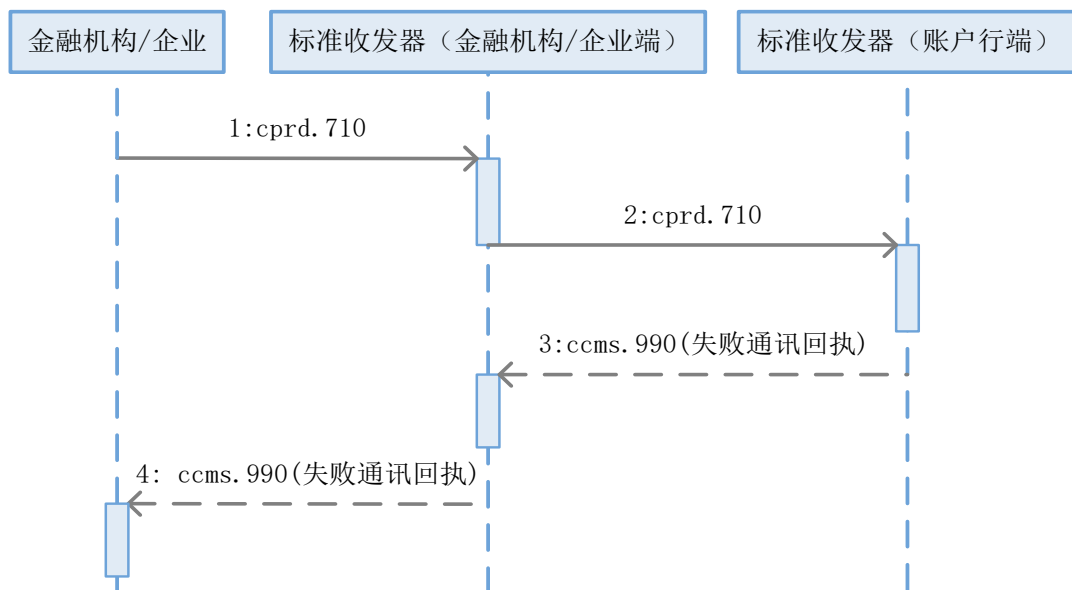 金融机构/企业
标准收发器（金融机构/企业端）
标准收发器（账户行端）
1:cprd.710
2:cprd.710
3:ccms.990(失败通讯回执)
4: ccms.990(失败通讯回执)